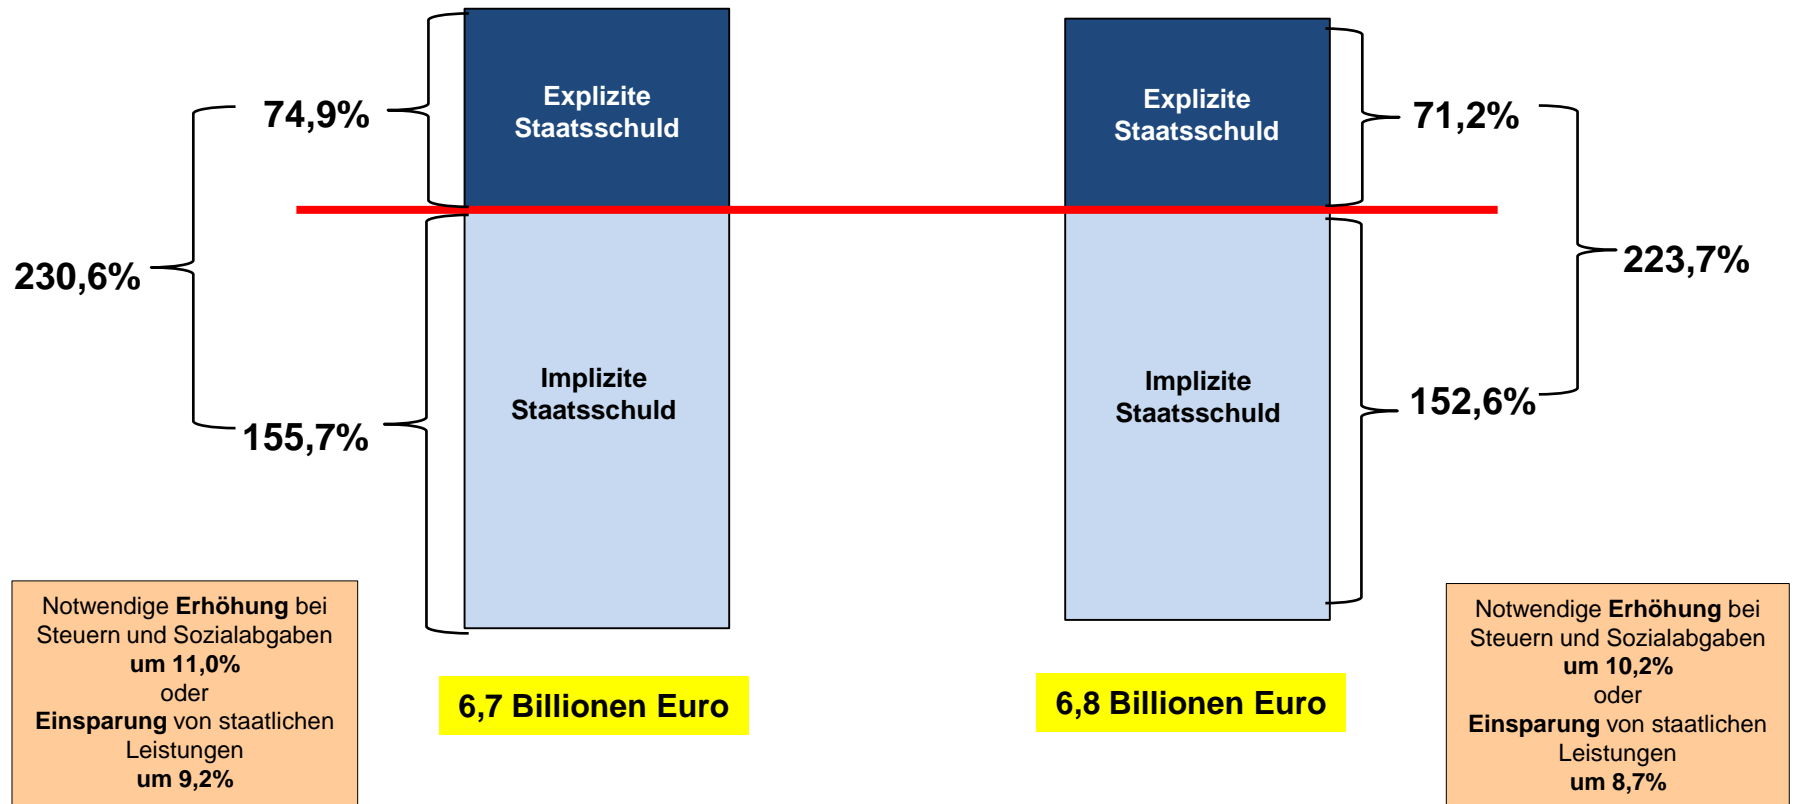 74,9%
Explizite
Staatsschuld
Explizite
Staatsschuld
71,2%
230,6%
223,7%
Implizite
Staatsschuld
Implizite
Staatsschuld
155,7%
152,6%
Notwendige Erhöhung bei
Steuern und Sozialabgaben
um 11,0%
oder
Einsparung von staatlichen
Leistungen
um 9,2%
6,7 Billionen Euro
6,8 Billionen Euro
Notwendige Erhöhung bei
Steuern und Sozialabgaben
um 10,2%
oder
Einsparung von staatlichen
Leistungen
um 8,7%